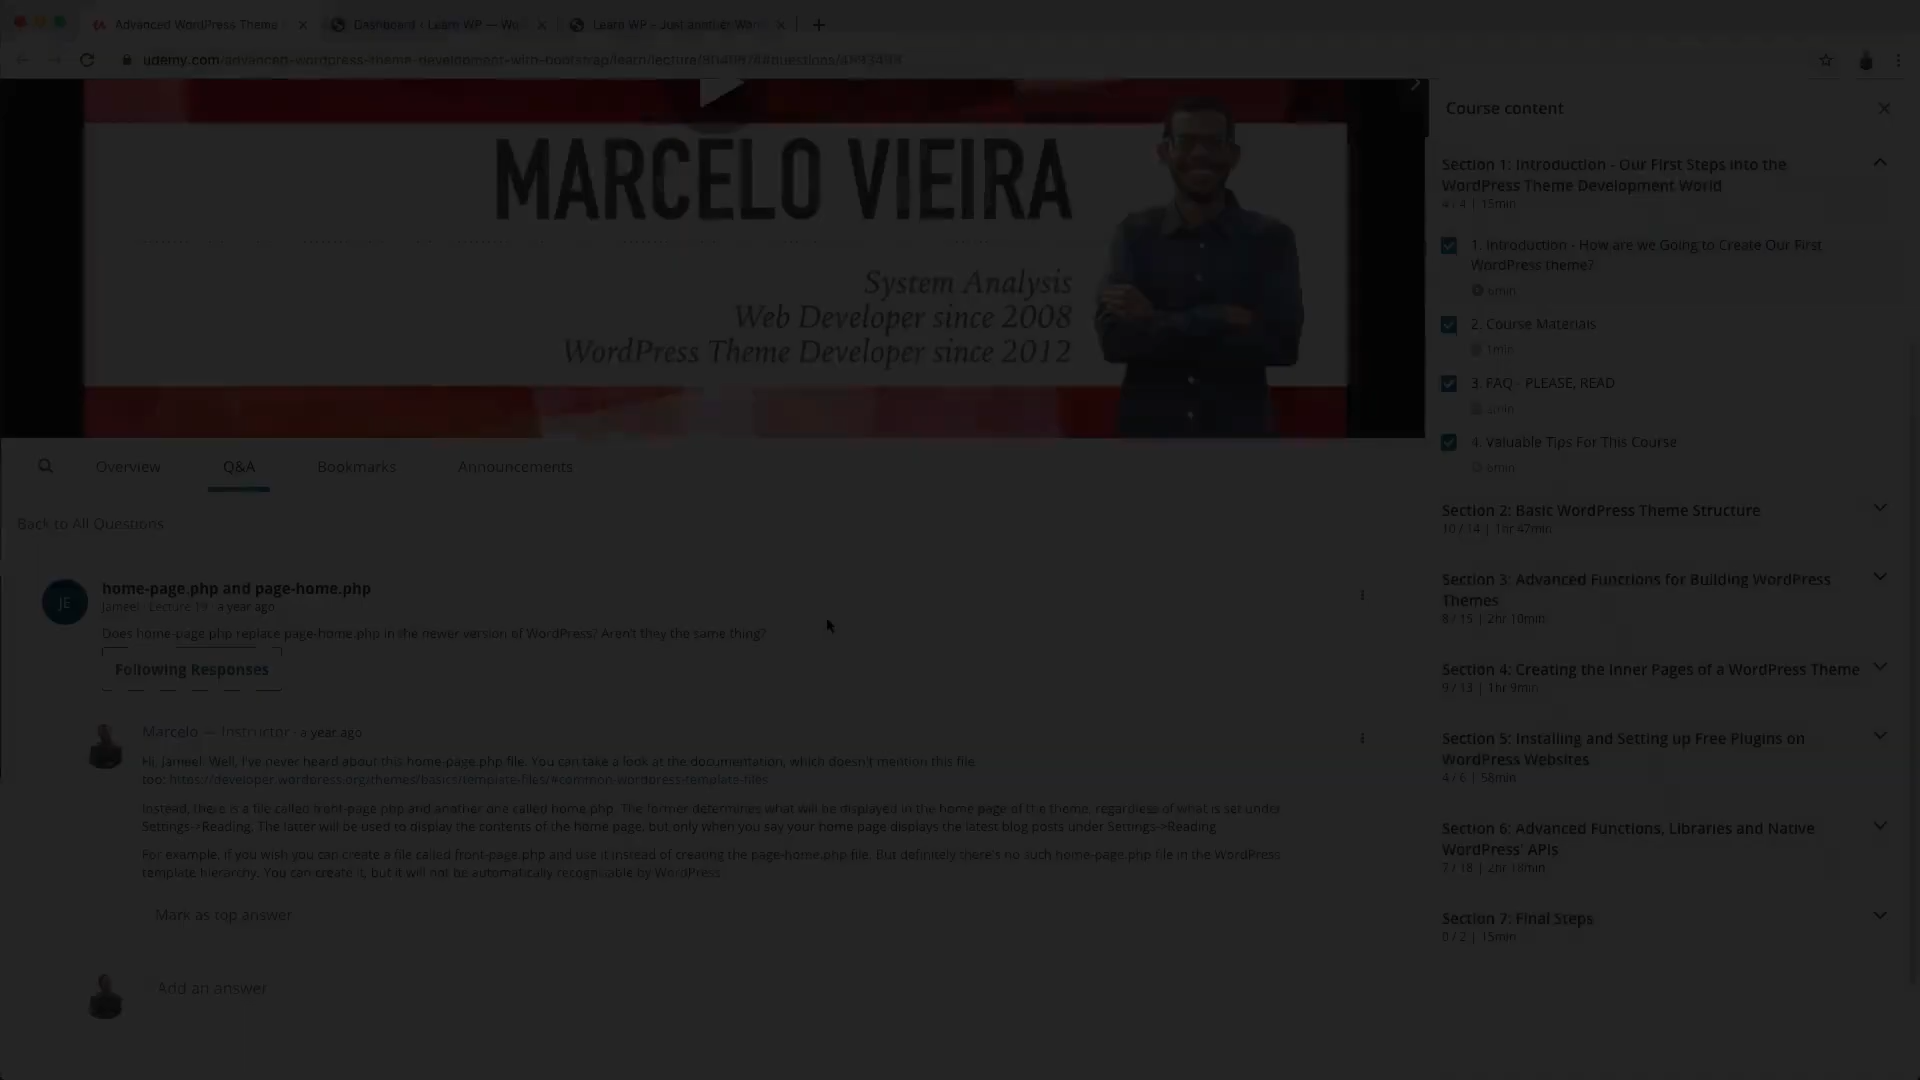 Advanced WordPress Theme
Dashboard ‹ Learn WP — Wo
Learn WP – Just another Wor
udemy.com/advanced-wordpress-theme-development-with-bootstrap/learn/lecture/8040874#questions/4893498
MARCELO VIEIRA
System Analysis
Web Developer since 2008
WordPress Theme Developer since 2012
Overview
Q&A
Bookmarks
Announcements
Back to All Questions
JE
home-page.php and page-home.php
Jameel · Lecture 19 · a year ago
Does home-page.php replace page-home.php in the newer version of WordPress? Aren't they the same thing?
Following Responses
Marcelo — Instructor · a year ago
Hi, Jameel. Well, I've never heard about this home-page.php file. You can take a look at the documentation, which doesn't mention this file
too: https://developer.wordpress.org/themes/basics/template-files/#common-wordpress-template-files
Instead, there is a file called front-page.php and another one called home.php. The former determines what will be displayed in the home page of the theme, regardless of what is set under
Settings->Reading. The latter will be used to display the contents of the home page, but only when you say your home page displays the latest blog posts under Settings->Reading
For example, if you wish you can create a file called front-page.php and use it instead of creating the page-home.php file. But definitely there's no such home-page.php file in the WordPress
template hierarchy. You can create it, but it will not be automatically recognisable by WordPress.
Mark as top answer
Add an answer
Course content
Section 1: Introduction - Our First Steps into the
WordPress Theme Development World
4 / 4 | 15min
1. Introduction - How are we Going to Create Our First
WordPress theme?
6min
2. Course Materials
1min
3. FAQ - PLEASE, READ
2min
4. Valuable Tips For This Course
6min
Section 2: Basic WordPress Theme Structure
10 / 14 | 1hr 47min
Section 3: Advanced Functions for Building WordPress
Themes
8 / 15 | 2hr 10min
Section 4: Creating the Inner Pages of a WordPress Theme
9 / 13 | 1hr 9min
Section 5: Installing and Setting up Free Plugins on
WordPress Websites
4 / 6 | 58min
Section 6: Advanced Functions, Libraries and Native
WordPress' APIs
7 / 18 | 2hr 18min
Section 7: Final Steps
0 / 2 | 15min